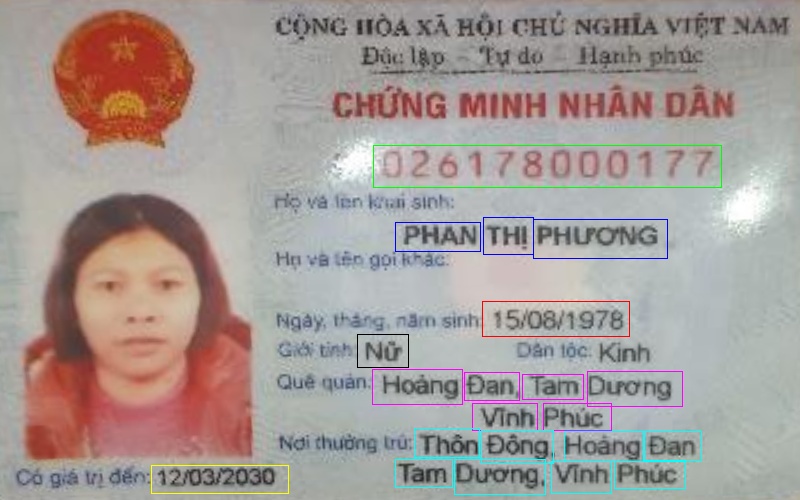 CỘNG HÒA XÃ HỘI CHỦ NGHĨA VIỆT NAM
Độc lập - Tự do - Hạnh phúc
CHỨNG MINH NHÂN DÂN
026178000177
Họ và tên khai sinh:
PHAN THỊ PHƯƠNG
Họ và tên gọi khác:
Ngày, tháng, năm sinh: 15/08/1978
Giới tính: Nữ Dân tộc: Kinh
Quê quán: Hoàng Đan, Tam Dương
Vĩnh Phúc
Nơi thường trú: Thôn Đông, Hoàng Đan
Tam Dương, Vĩnh Phúc
Có giá trị đến: 12/03/2030